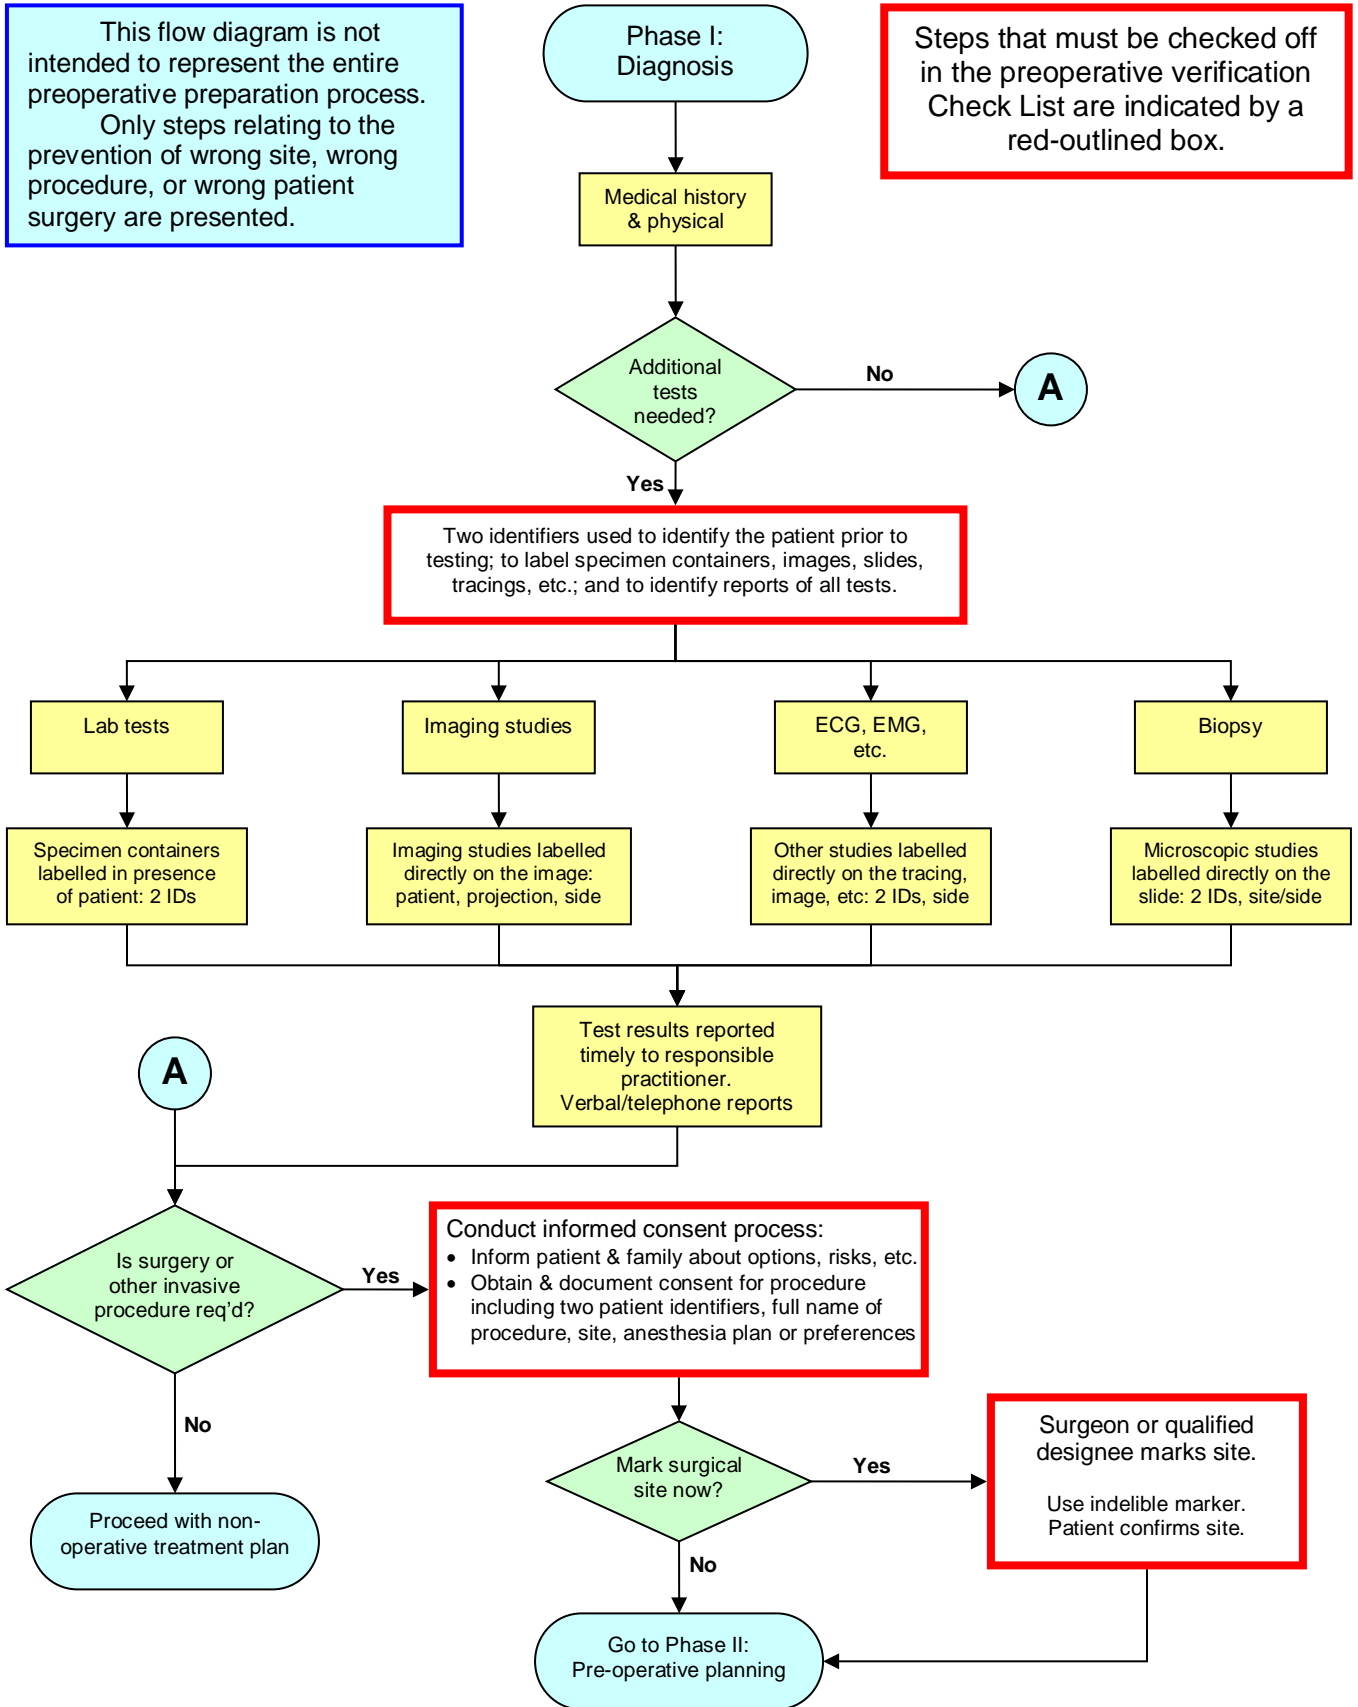 This flow diagram is not
intended to represent the entire
preoperative preparation process.
Only steps relating to the
prevention of wrong site, wrong
procedure, or wrong patient
surgery are presented.
Phase I:
Diagnosis
Steps that must be checked off
in the preoperative verification
Check List are indicated by a
red-outlined box.
Medical history
& physical
Additional
tests
needed?
No
A
Yes
Two identifiers used to identify the patient prior to
testing; to label specimen containers, images, slides,
tracings, etc.; and to identify reports of all tests.
Lab tests
Imaging studies
ECG, EMG,
etc.
Biopsy
Specimen containers
labelled in presence
of patient: 2 IDs
Imaging studies labelled
directly on the image:
patient, projection, side
Other studies labelled
directly on the tracing,
image, etc: 2 IDs, side
Microscopic studies
labelled directly on the
slide: 2 IDs, site/side
A
Test results reported
timely to responsible
practitioner.
Verbal/telephone reports
Is surgery or
other invasive
procedure req'd?
Yes
Conduct informed consent process:
• Inform patient & family about options, risks, etc.
• Obtain & document consent for procedure
including two patient identifiers, full name of
procedure, site, anesthesia plan or preferences
No
Proceed with non-
operative treatment plan
Mark surgical
site now?
Yes
Surgeon or qualified
designee marks site.
Use indelible marker.
Patient confirms site.
No
Go to Phase II:
Pre-operative planning